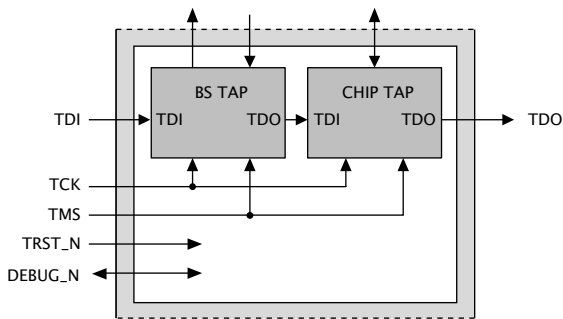 BS TAP CHIP TAP
TDI TDI TDO TDI TDO TDO
TCK
TMS
TRST_N
DEBUG_N